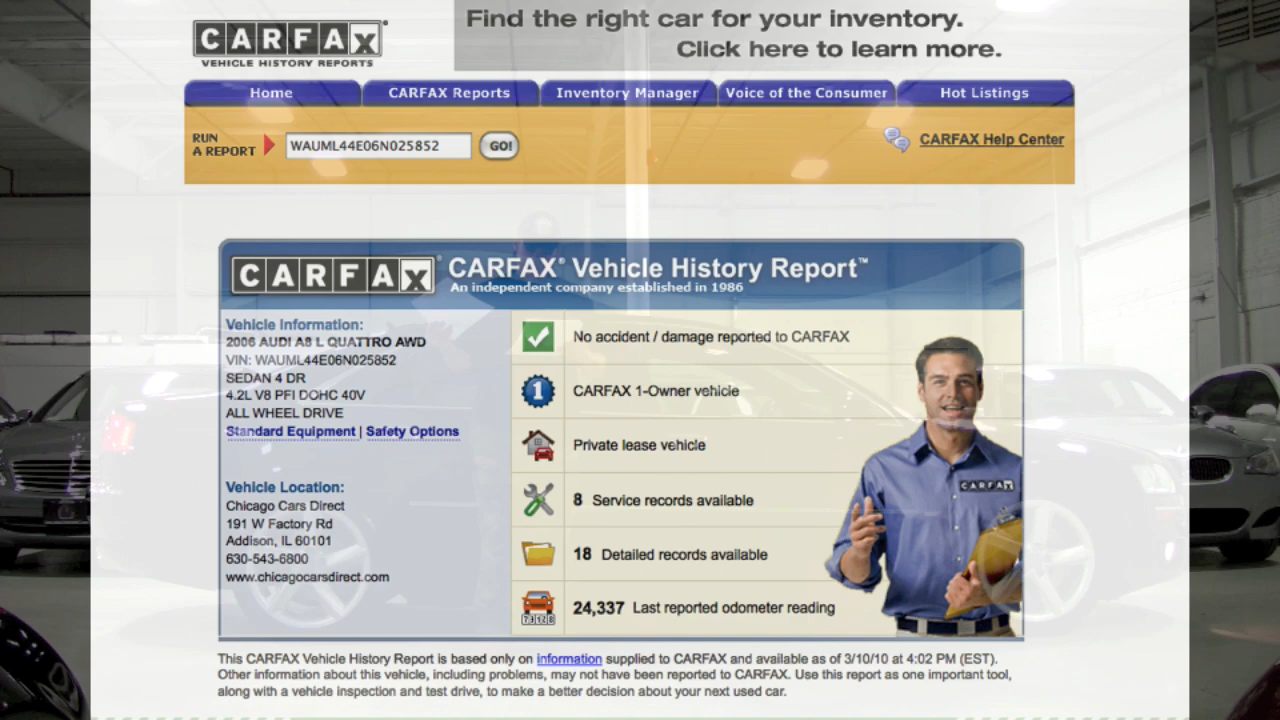 CARFAX
VEHICLE HISTORY REPORTS
Find the right car for your inventory.
Click here to learn more.
Home
CARFAX Reports
Inventory Manager
Voice of the Consumer
Hot Listings
RUN
A REPORT
WAUML44E06N025852
GO!
CARFAX Help Center
CARFAX
CARFAX® Vehicle History Report™
An independent company established in 1986
Vehicle Information:
2006 AUDI A8 L QUATTRO AWD
VIN: WAUML44E06N025852
SEDAN 4 DR
4.2L V8 PFI DOHC 40V
ALL WHEEL DRIVE
Standard Equipment | Safety Options
Vehicle Location:
Chicago Cars Direct
191 W Factory Rd
Addison, IL 60101
630-543-6800
www.chicagocarsdirect.com
No accident / damage reported to CARFAX
1
CARFAX 1-Owner vehicle
Private lease vehicle
8 Service records available
18 Detailed records available
24,337 Last reported odometer reading
CARFAX
This CARFAX Vehicle History Report is based only on information supplied to CARFAX and available as of 3/10/10 at 4:02 PM (EST).
Other information about this vehicle, including problems, may not have been reported to CARFAX. Use this report as one important tool,
along with a vehicle inspection and test drive, to make a better decision about your next used car.